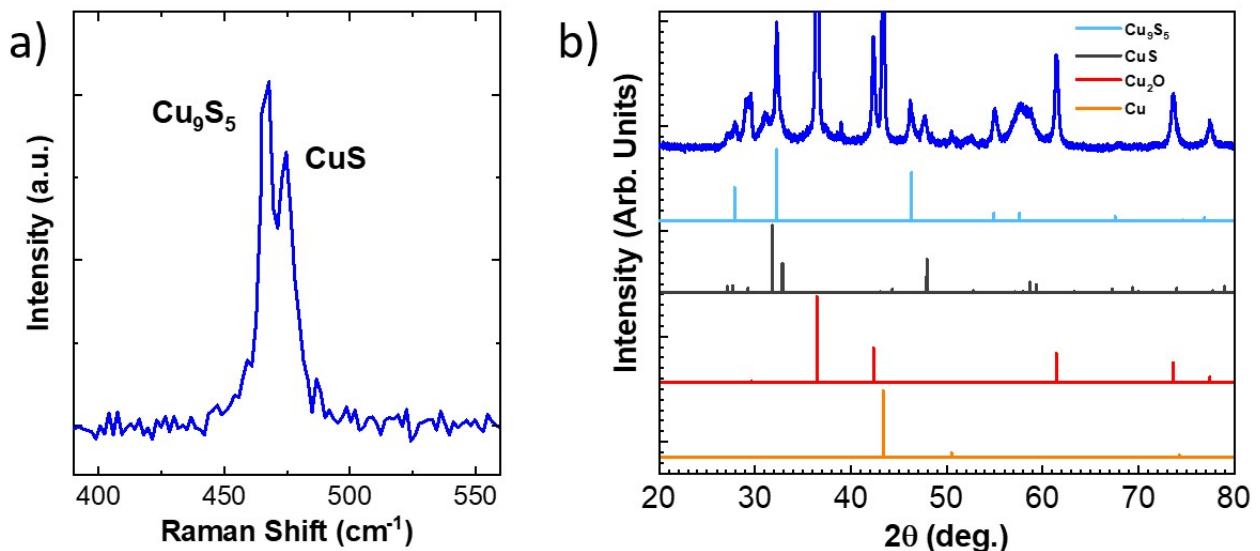 a)
Cu₉S₅
CuS
Intensity (a.u.)
400 450 500 550
Raman Shift (cm⁻¹)
b)
Cu₉S₅
CuS
Cu₂O
Cu
Intensity (Arb. Units)
20 30 40 50 60 70 80
2θ (deg.)